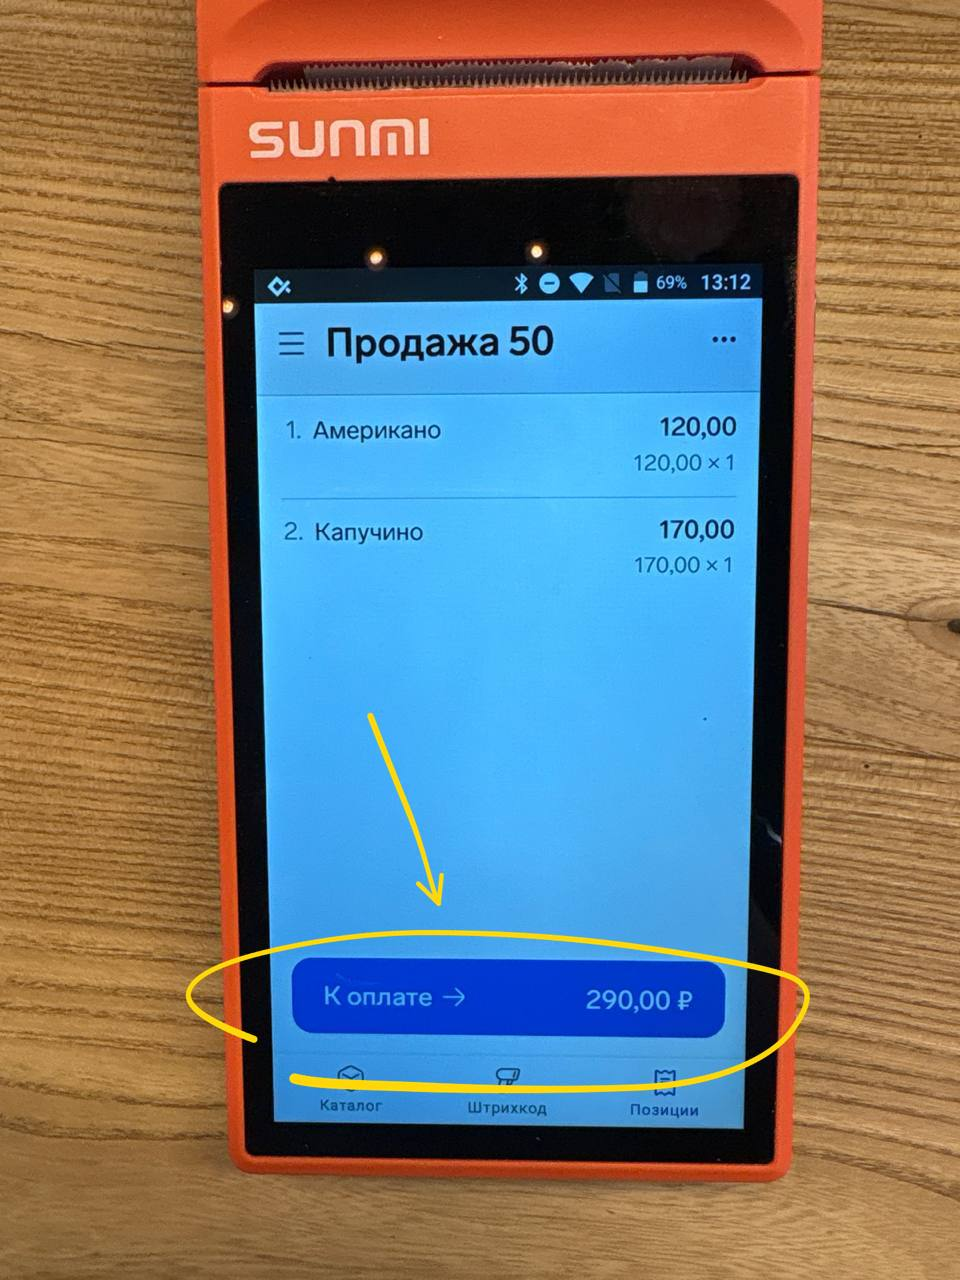 SUNMI
69% 13:12
Продажа 50
1. Американо 120,00
120,00 × 1
2. Капучино 170,00
170,00 × 1
К оплате → 290,00 ₽
Каталог Штрихкод Позиции